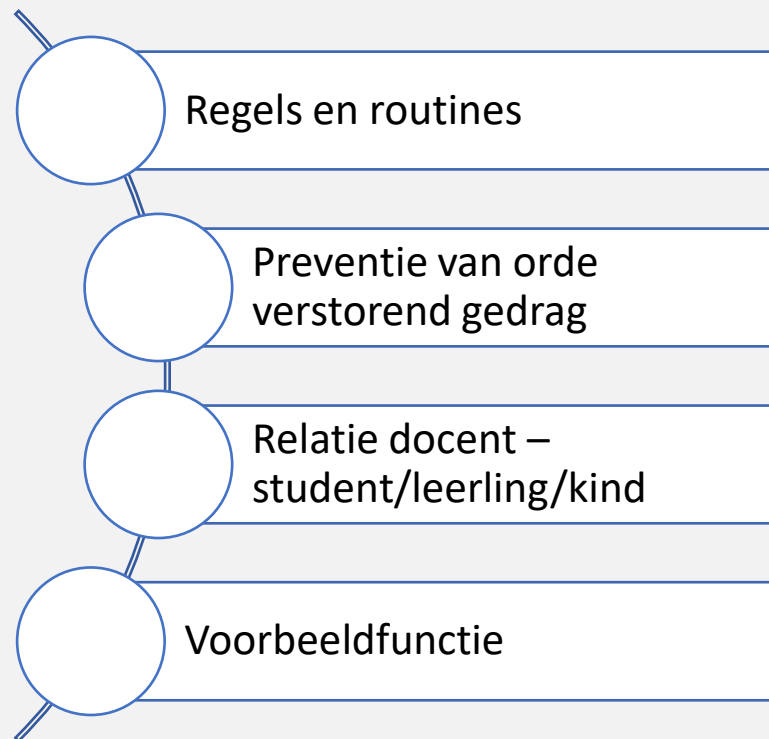 Regels en routines
Preventie van orde
verstorend gedrag
Relatie docent –
student/leerling/kind
Voorbeeldfunctie